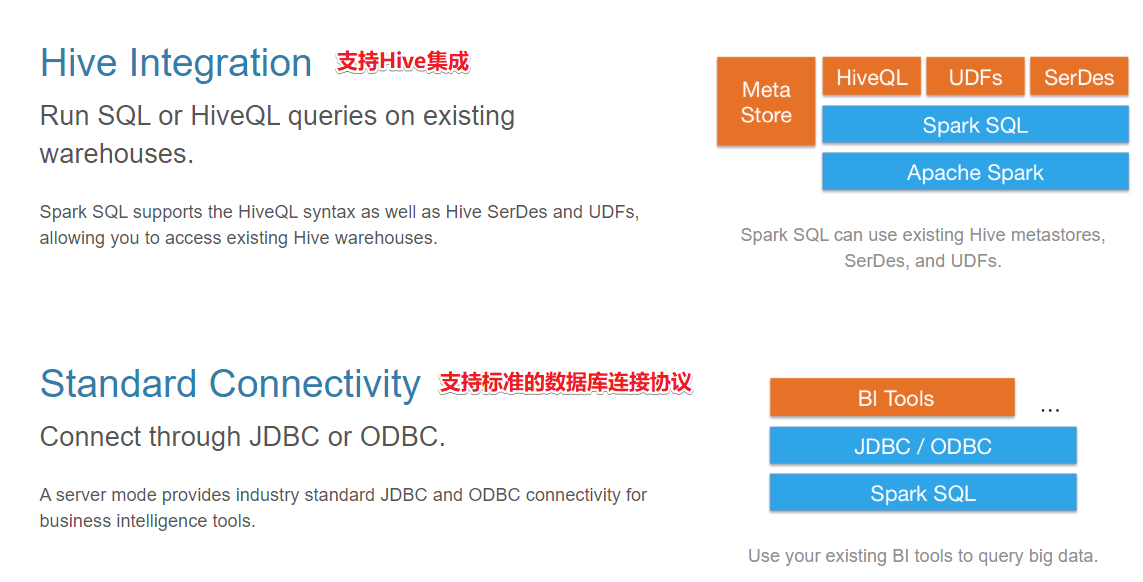 Hive Integration 支持Hive集成
Run SQL or HiveQL queries on existing
warehouses.
Spark SQL supports the HiveQL syntax as well as Hive SerDes and UDFs,
allowing you to access existing Hive warehouses.
Meta
Store
HiveQL UDFs SerDes
Spark SQL
Apache Spark
Spark SQL can use existing Hive metastores,
SerDes, and UDFs.
Standard Connectivity 支持标准的数据库连接协议
Connect through JDBC or ODBC.
A server mode provides industry standard JDBC and ODBC connectivity for
business intelligence tools.
BI Tools ...
JDBC / ODBC
Spark SQL
Use your existing BI tools to query big data.